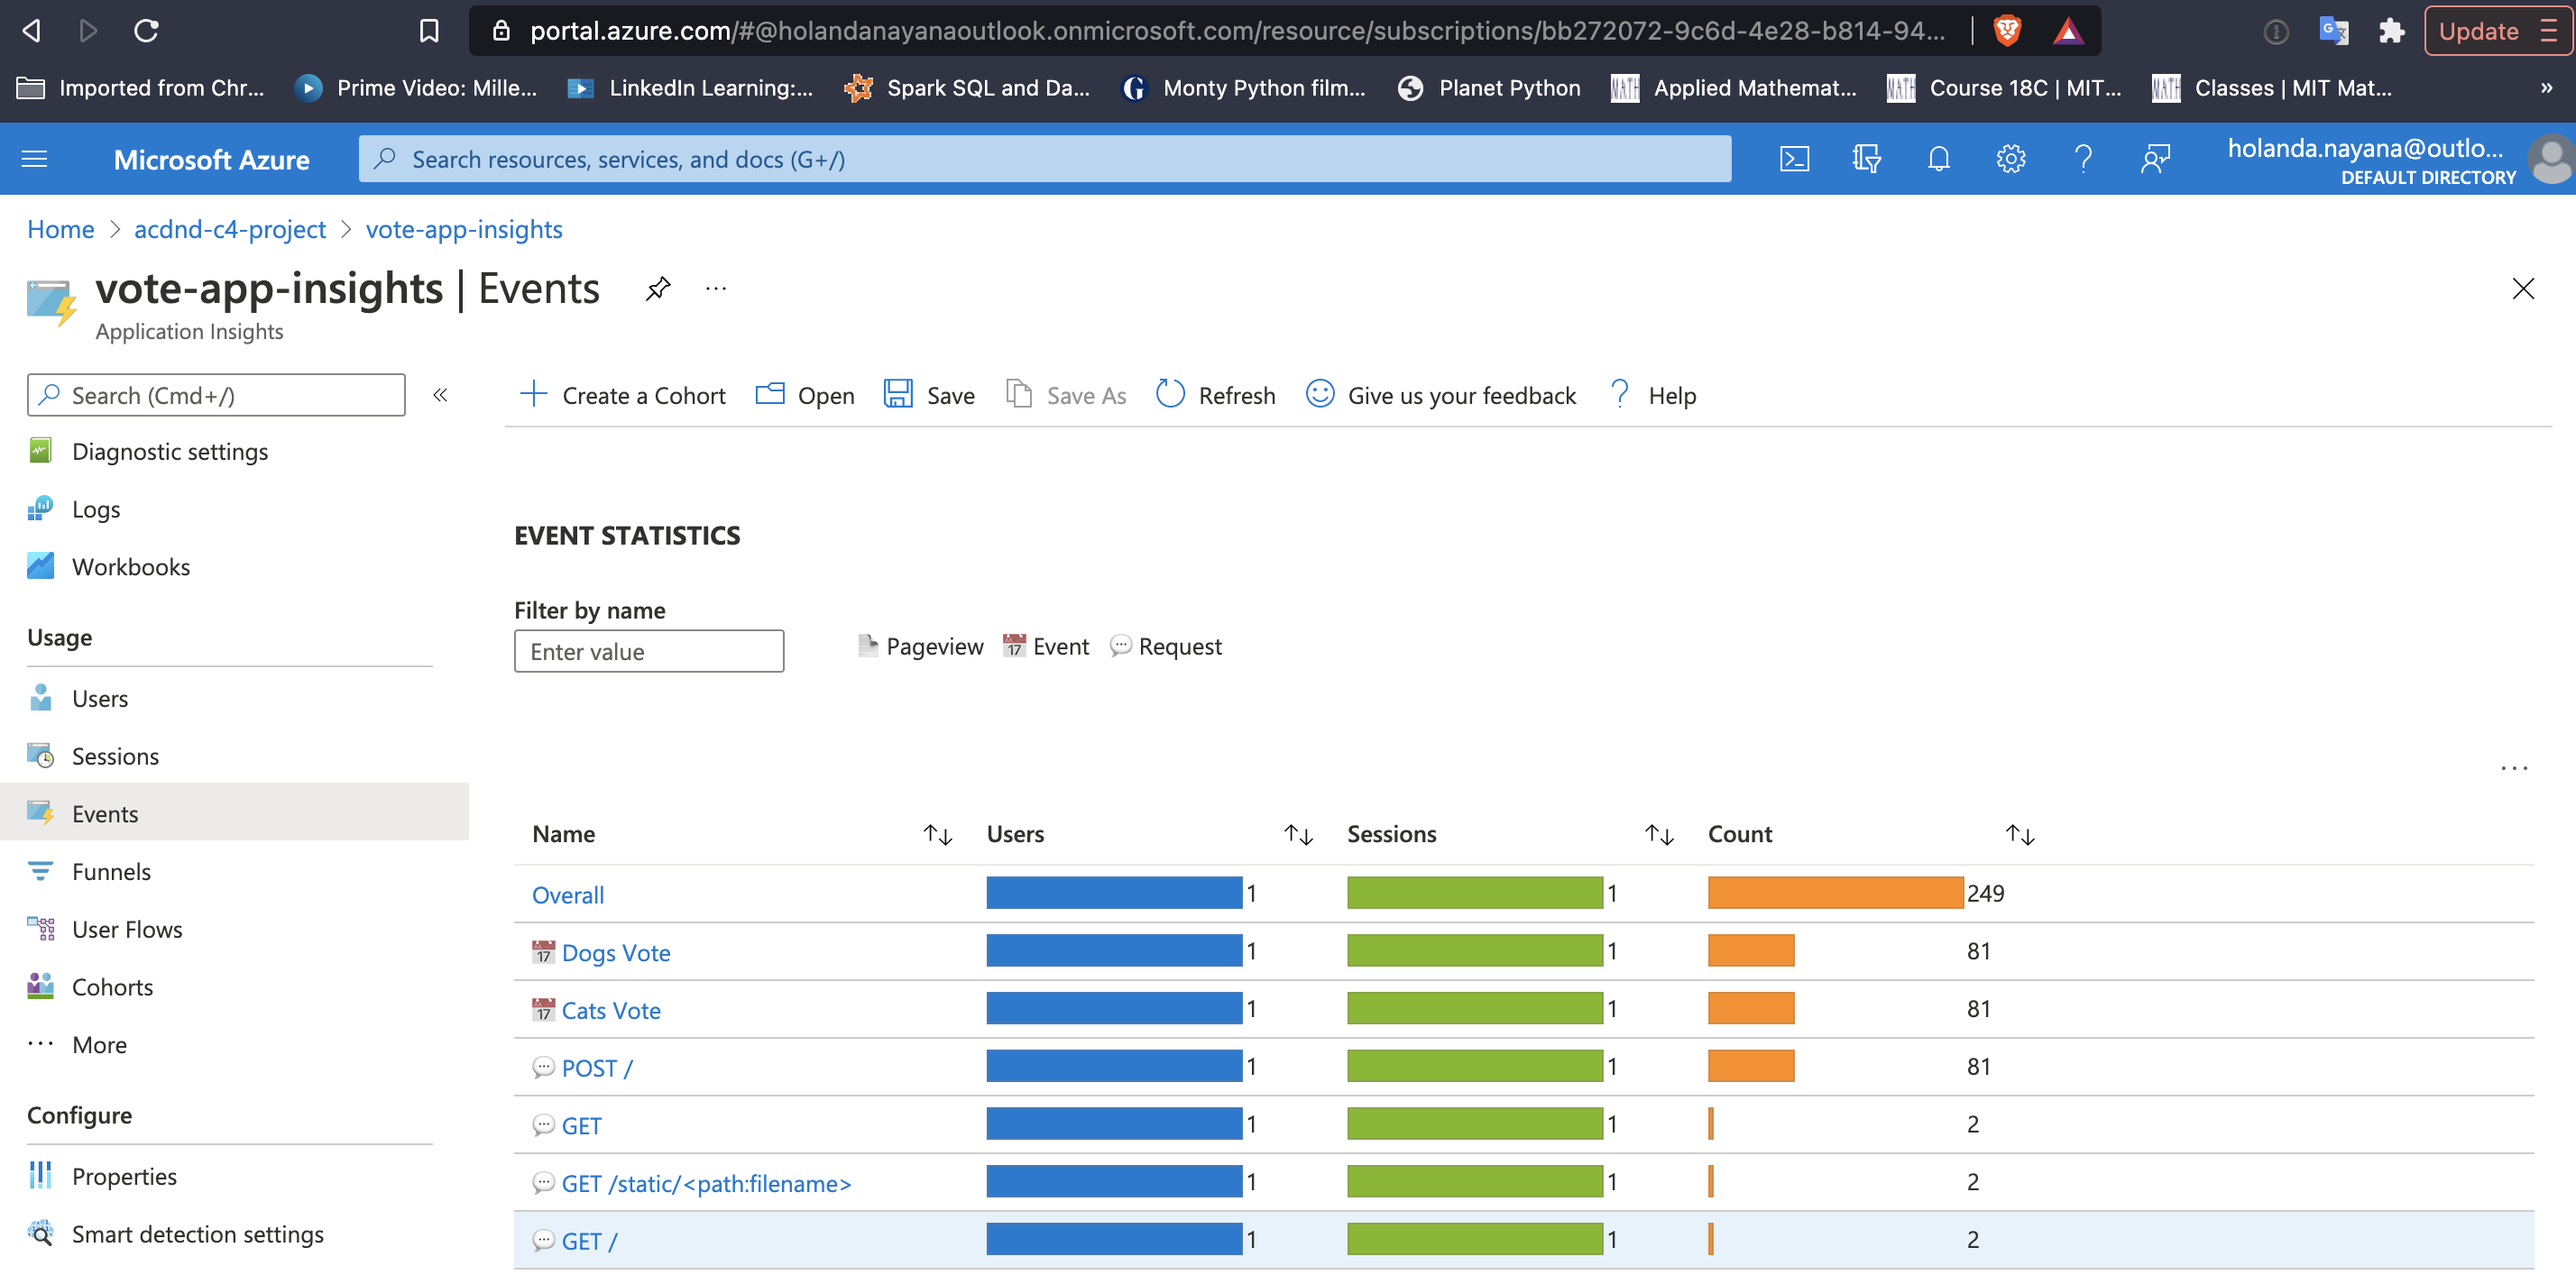 portal.azure.com/#@holandanayanaoutlook.onmicrosoft.com/resource/subscriptions/bb272072-9c6d-4e28-b814-94...
Update
Imported from Chr...
Prime Video: Mille...
LinkedIn Learning:...
Spark SQL and Da...
Monty Python film...
Planet Python
Applied Mathemat...
Course 18C | MIT...
Classes | MIT Mat...
»
Microsoft Azure
Search resources, services, and docs (G+/)
holanda.nayana@outlo...
DEFAULT DIRECTORY
Home > acdnd-c4-project > vote-app-insights
vote-app-insights | Events
Application Insights
Search (Cmd+/)
«
Create a Cohort
Open
Save
Save As
Refresh
Give us your feedback
Help
Diagnostic settings
Logs
Workbooks
Usage
Users
Sessions
Events
Funnels
User Flows
Cohorts
More
Configure
Properties
Smart detection settings
EVENT STATISTICS
Filter by name
Enter value
Pageview 17 Event Request
Name Users Sessions Count
Overall 1 1 249
17 Dogs Vote 1 1 81
17 Cats Vote 1 1 81
POST / 1 1 81
GET 1 1 2
GET /static/<path:filename> 1 1 2
GET / 1 1 2